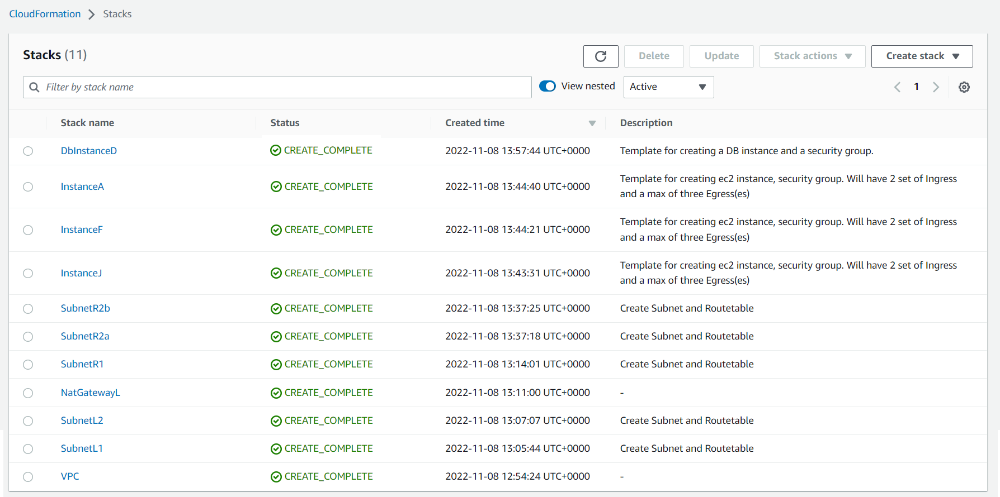 CloudFormation > Stacks
Stacks (11)
Delete
Update
Stack actions
Create stack
Filter by stack name
View nested
Active
1
Stack name Status Created time Description
DbInstanceD CREATE_COMPLETE 2022-11-08 13:57:44 UTC+0000 Template for creating a DB instance and a security group.
InstanceA CREATE_COMPLETE 2022-11-08 13:44:40 UTC+0000 Template for creating ec2 instance, security group. Will have 2 set of Ingress
and a max of three Egress(es)
InstanceF CREATE_COMPLETE 2022-11-08 13:44:21 UTC+0000 Template for creating ec2 instance, security group. Will have 2 set of Ingress
and a max of three Egress(es)
InstanceJ CREATE_COMPLETE 2022-11-08 13:43:31 UTC+0000 Template for creating ec2 instance, security group. Will have 2 set of Ingress
and a max of three Egress(es)
SubnetR2b CREATE_COMPLETE 2022-11-08 13:37:25 UTC+0000 Create Subnet and Routetable
SubnetR2a CREATE_COMPLETE 2022-11-08 13:37:18 UTC+0000 Create Subnet and Routetable
SubnetR1 CREATE_COMPLETE 2022-11-08 13:14:01 UTC+0000 Create Subnet and Routetable
NatGatewayL CREATE_COMPLETE 2022-11-08 13:11:00 UTC+0000 -
SubnetL2 CREATE_COMPLETE 2022-11-08 13:07:07 UTC+0000 Create Subnet and Routetable
SubnetL1 CREATE_COMPLETE 2022-11-08 13:05:44 UTC+0000 Create Subnet and Routetable
VPC CREATE_COMPLETE 2022-11-08 12:54:24 UTC+0000 -